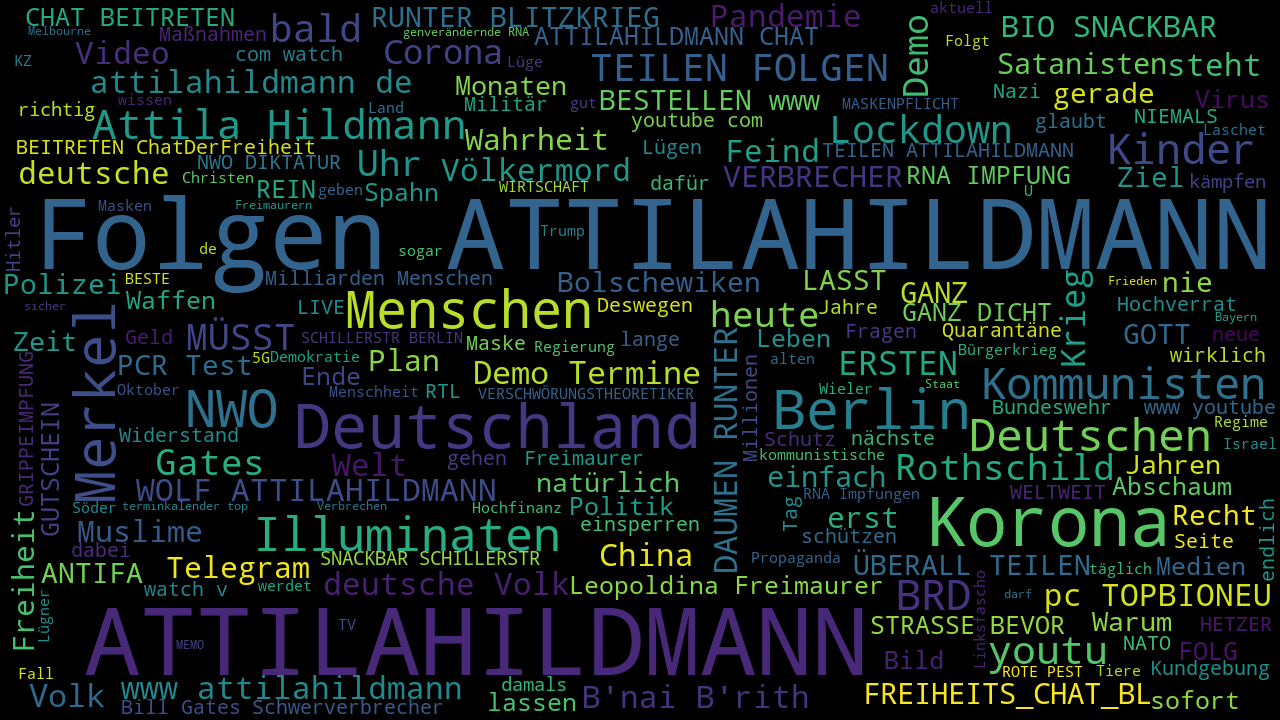 CHAT BEITRETEN
RUNTER BLITZKRIEG
Pandemie
aktuell
Melbourne
Maßnahmen
bald
genverändernde RNA
ATTILAHILDMANN CHAT
Demo
Folgt
BIO SNACKBAR
KZ
Video
com watch
Corona
Lüge
TEILEN FOLGEN
Satanisten
steht
attilahildmann de
Monaten
richtig
wissen
Land
Militär
gut
BESTELLEN www
MASKENPFLICHT
Nazi
gerade
Virus
Attila Hildmann
Wahrheit
youtube com
Lockdown
glaubt
NIEMALS
Laschet
BEITRETEN ChatDerFreiheit
Lügen
Feind
TEILEN ATTILAHILDMANN
Kinder
NWO DIKTATUR
Uhr
Völkermord
deutsche
Christen
REIN
geben
Spahn
WIRTSCHAFT
dafür
VERBRECHER
RNA IMPFUNG
Ziel
kämpfen
U
Hitler
Masken
Freimaurern
Folgen
ATTILAHILDMANN
Trump
de
sogar
Polizei
BESTE
Milliarden Menschen
Bolschewiken
LASST
Krieg
Frieden
nie
sicher
Waffen
LIVE
Menschen
Deswegen
heute
Jahre
GANZ
GANZ DICHT
Hochverrat
Bayern
Merkel
Zeit
Geld
MÜSST
SCHILLERSTR BERLIN
Maske
Regierung
lange
DAUMEN RUNTER
Leben
Fragen
Quarantäne
GOTT
neue
GRIPPEIMPFUNG
PCR Test
5G
Demokratie
Plan
Millionen
alten
ERSTEN
Bürgerkrieg
wirklich
Oktober
Ende
Menschheit
RTL
Demo Termine
VERSCHWÖRUNGSTHEORETIKER
Wieler
Staat
Kommunisten
GUTSCHEIN
NWO
Deutschland
Berlin
Bundeswehr
www youtube
Widerstand
Schutz
nächste
Deutschen
Regime
Israel
Gates
Welt
gehen
Freimaurer
kommunistische
einfach
Rothschild
Jahren
WOLF ATTILAHILDMANN
natürlich
RNA Impfungen
WELTWEIT
Abschaum
Freiheit
Söder
terminkalender top
Verbrechen
Hochfinanz
Politik
Tag
erst
Korona
Recht
endlich
Muslime
Illuminaten
einsperren
schützen
Seite
dabei
SNACKBAR SCHILLERSTR
China
Propaganda
ÜBERALL TEILEN
täglich
Medien
ANTIFA
Telegram
Lügner
watch v
werdet
deutsche Volk
Leopoldina Freimaurer
BRD
Linksfascho
darf
pc TOPBIONEU
ATTILAHI LDMANN
TV
MEMO
STRASSE BEVOR
Warum
HETZER
youtu
NATO
FOLG
Fall
Bild
ROTE PEST
Tiere
Kundgebung
Volk
www attilahildmann
damals
lassen
B'nai B'rith
FREIHEITS_CHAT_BL
sofort
Bill Gates Schwerverbrecher